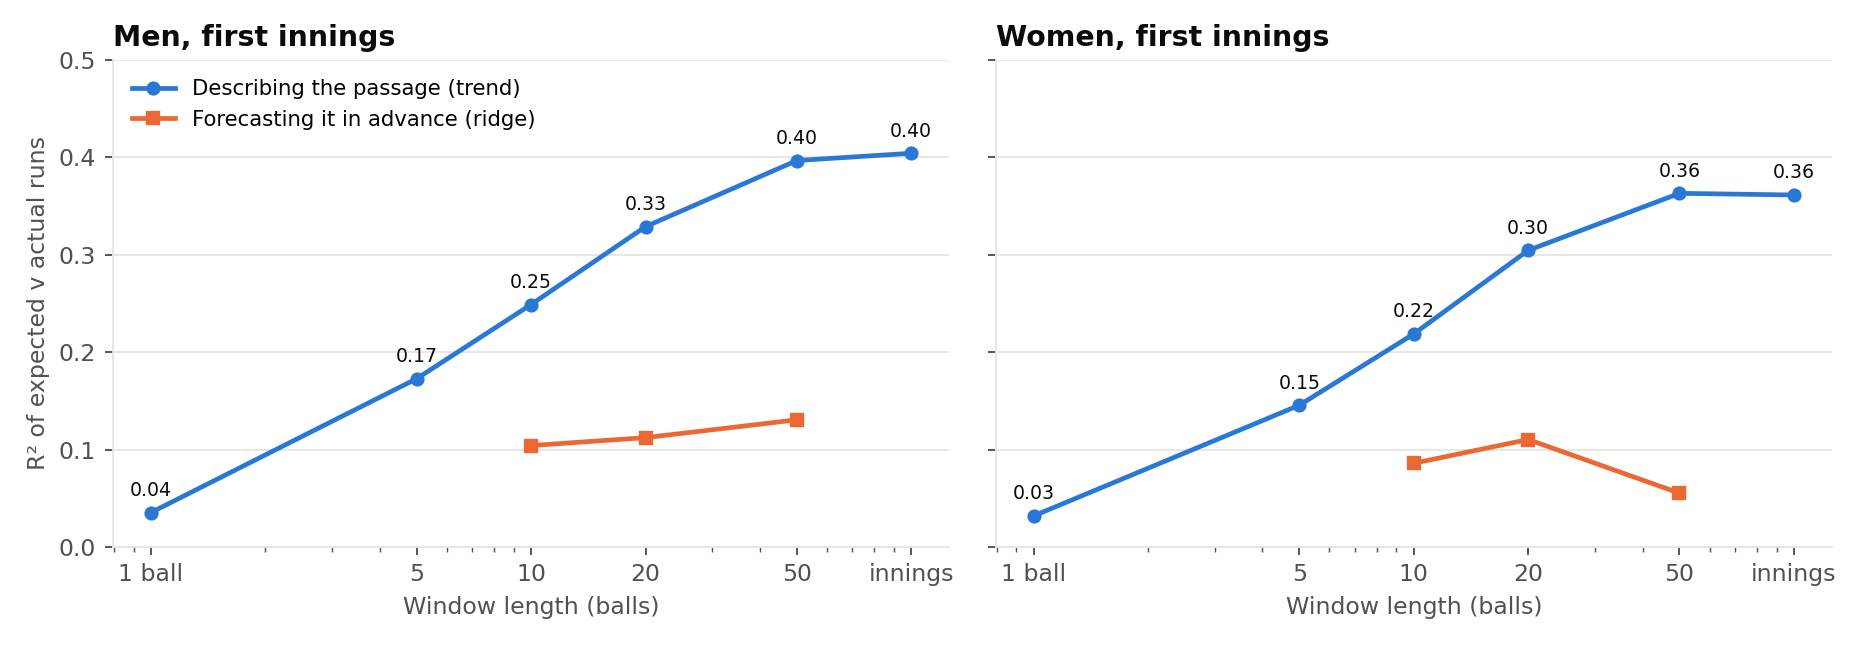 Men, first innings
Women, first innings
Describing the passage (trend)
Forecasting it in advance (ridge)
R² of expected v actual runs
0.5
0.4
0.3
0.2
0.1
0.0
0.04
0.17
0.25
0.33
0.40
0.40
1 ball 5 10 20 50 innings
Window length (balls)
0.03
0.15
0.22
0.30
0.36
0.36
1 ball 5 10 20 50 innings
Window length (balls)